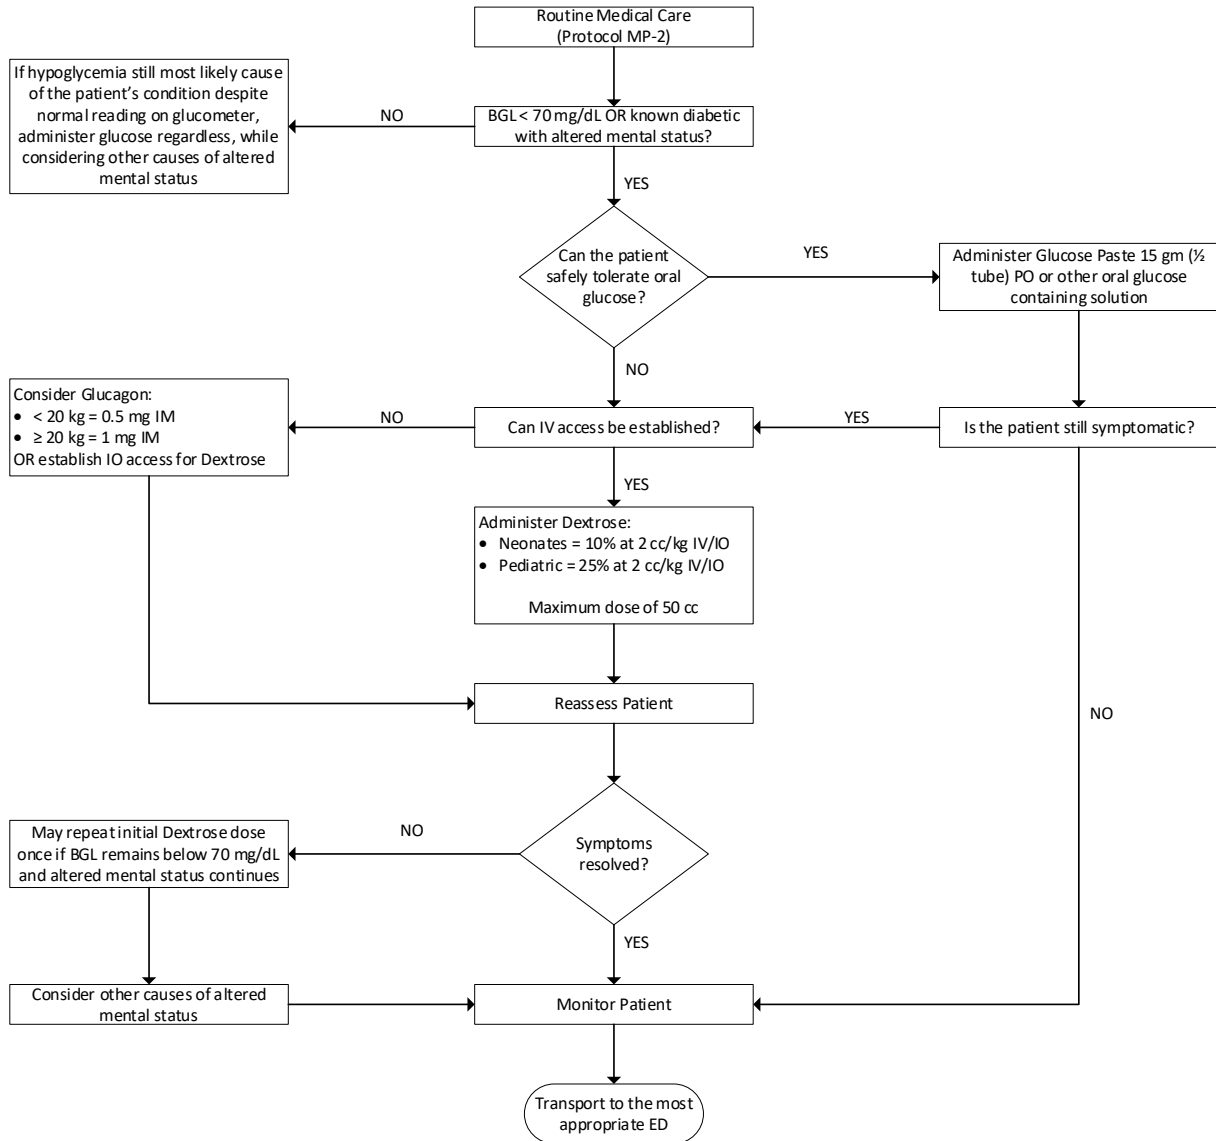 Routine Medical Care
(Protocol MP-2)
If hypoglycemia still most likely cause
of the patient’s condition despite
normal reading on glucometer,
administer glucose regardless, while
considering other causes of altered
mental status
NO
BGL < 70 mg/dL OR known diabetic
with altered mental status?
YES
Can the patient
safely tolerate oral
glucose?
YES
Administer Glucose Paste 15 gm (½
tube) PO or other oral glucose
containing solution
NO
Consider Glucagon:
• < 20 kg = 0.5 mg IM
• ≥ 20 kg = 1 mg IM
OR establish IO access for Dextrose
NO
Can IV access be established?
YES
Is the patient still symptomatic?
YES
Administer Dextrose:
• Neonates = 10% at 2 cc/kg IV/IO
• Pediatric = 25% at 2 cc/kg IV/IO
Maximum dose of 50 cc
Reassess Patient
NO
May repeat initial Dextrose dose
once if BGL remains below 70 mg/dL
and altered mental status continues
NO
Symptoms
resolved?
YES
Consider other causes of altered
mental status
Monitor Patient
Transport to the most
appropriate ED